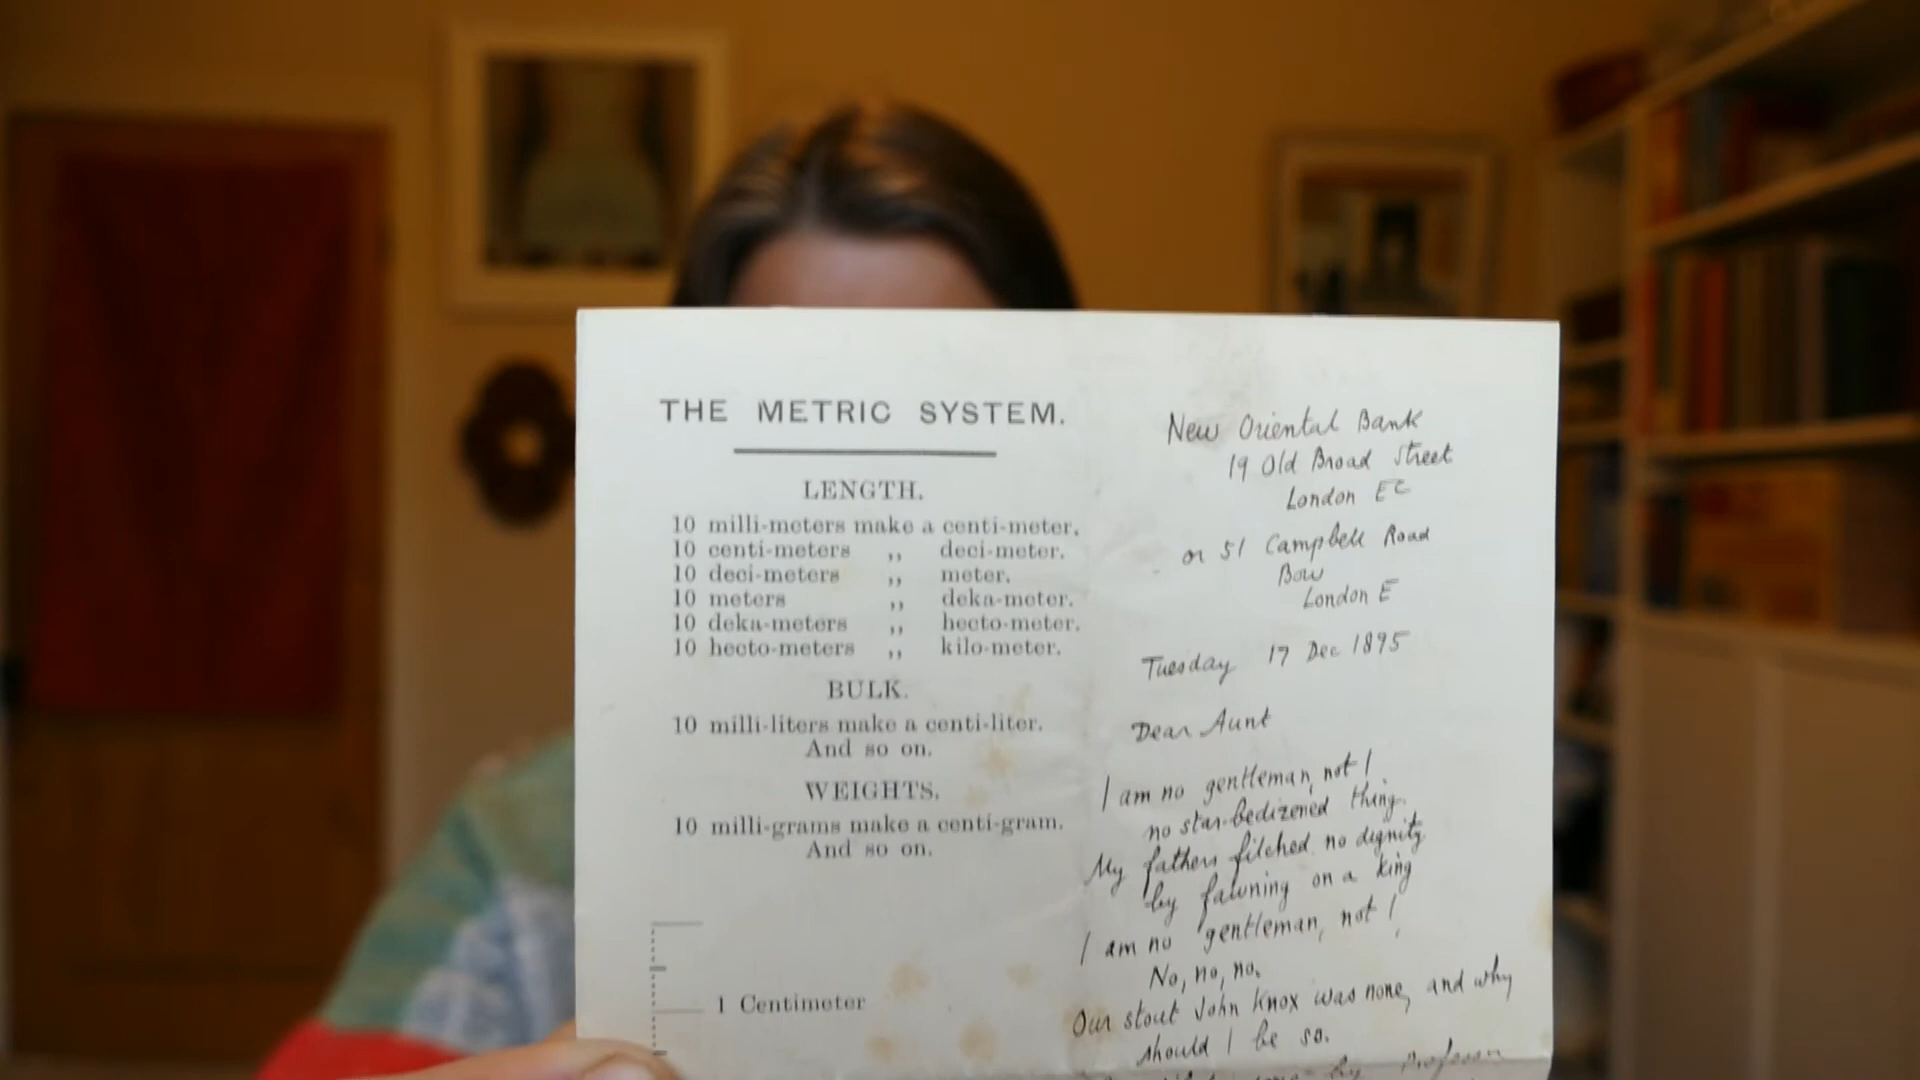 THE METRIC SYSTEM.
LENGTH.
10 milli-meters make a centi-meter.
10 centi-meters ,, deci-meter.
10 deci-meters ,, meter.
10 meters ,, deka-meter.
10 deka-meters ,, hecto-meter.
10 hecto-meters ,, kilo-meter.
BULK.
10 milli-liters make a centi-liter.
And so on.
WEIGHTS.
10 milli-grams make a centi-gram.
And so on.
1 Centimeter
New Oriental Bank
19 Old Broad Street
London EC
or 51 Campbell Road
Bow
London E
Tuesday 17 Dec 1895
Dear Aunt
I am no gentleman, not I
no star-bedizened thing.
My fathers filched no dignity
by fawning on a king
I am no gentleman, not I
No, no, no.
Our stout John Knox was none, and why
should I be so.
by Professor